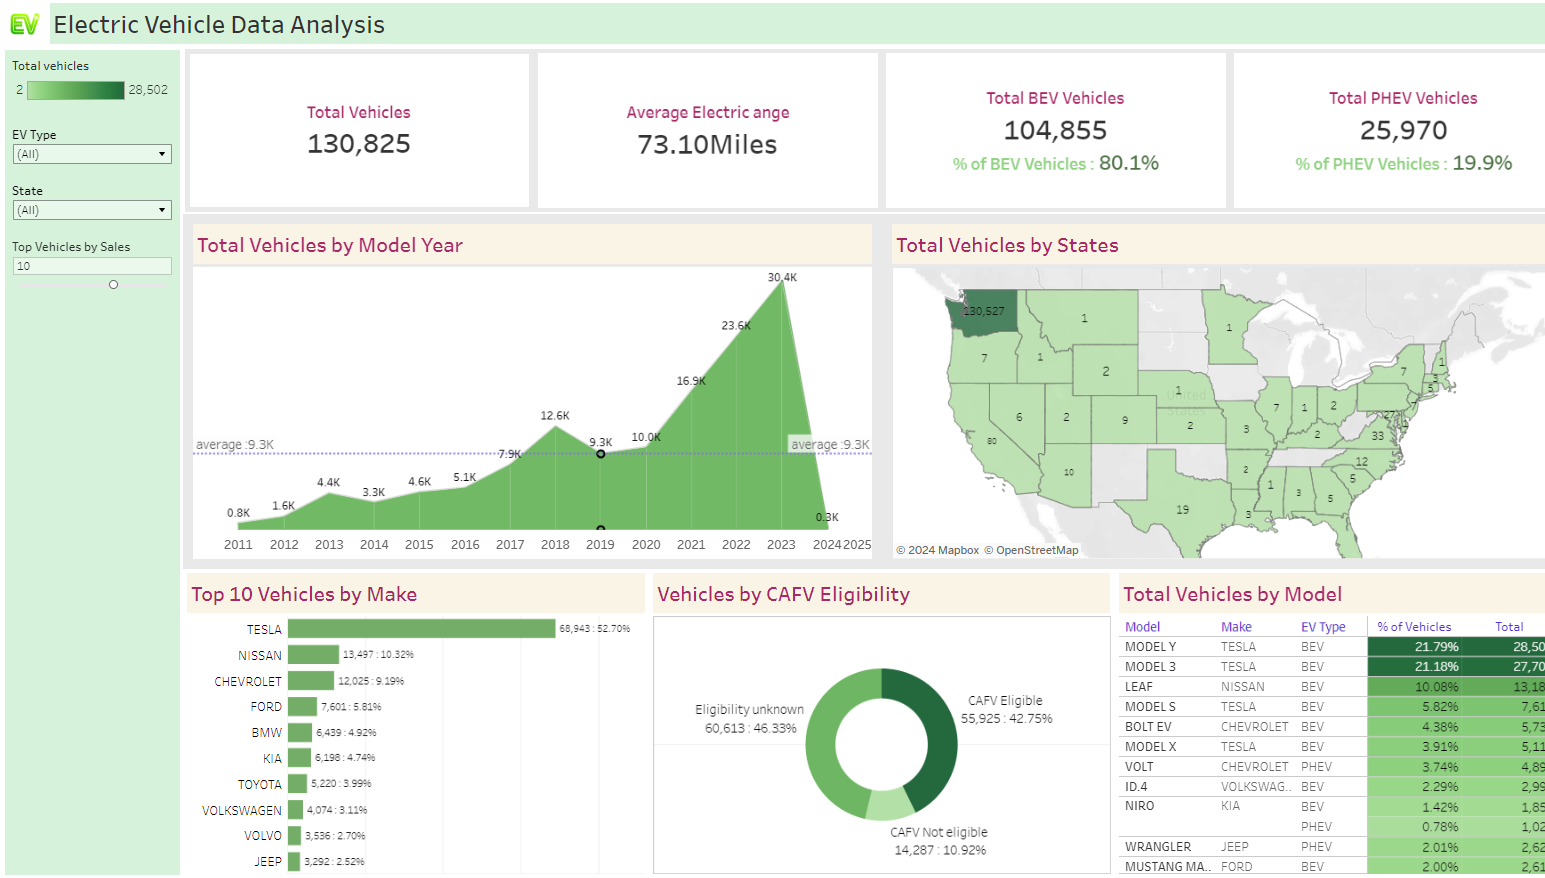 EV Electric Vehicle Data Analysis
Total vehicles
2 28,502
EV Type
(All)
State
(All)
Top Vehicles by Sales
10
Total Vehicles
130,825
Average Electric ange
73.10Miles
Total BEV Vehicles
104,855
% of BEV Vehicles : 80.1%
Total PHEV Vehicles
25,970
% of PHEV Vehicles : 19.9%
Total Vehicles by Model Year
30.4K
23.6K
16.9K
12.6K
9.3K
10.0K
7.9K
average :9.3K
average :9.3K
5.1K
4.6K
4.4K
3.3K
1.6K
0.8K
0.3K
2011 2012 2013 2014 2015 2016 2017 2018 2019 2020 2021 2022 2023 2024 2025
Total Vehicles by States
130,527
1
1
7
1
2
7
1
3
5
1
United
States
6
2
9
2
7
1
2
7
27
1
80
3
2
33
10
2
12
5
1
3
5
19
3
© 2024 Mapbox © OpenStreetMap
Top 10 Vehicles by Make
TESLA 68,943 : 52.70%
NISSAN 13,497 : 10.32%
CHEVROLET 12,025 : 9.19%
FORD 7,601 : 5.81%
BMW 6,439 : 4.92%
KIA 6,198 : 4.74%
TOYOTA 5,220 : 3.99%
VOLKSWAGEN 4,074 : 3.11%
VOLVO 3,536 : 2.70%
JEEP 3,292 : 2.52%
Vehicles by CAFV Eligibility
Eligibility unknown
60,613 : 46.33%
CAFV Eligible
55,925 : 42.75%
CAFV Not eligible
14,287 : 10.92%
Total Vehicles by Model
Model Make EV Type % of Vehicles Total
MODEL Y TESLA BEV 21.79% 28,50
MODEL 3 TESLA BEV 21.18% 27,70
LEAF NISSAN BEV 10.08% 13,18
MODEL S TESLA BEV 5.82% 7,61
BOLT EV CHEVROLET BEV 4.38% 5,73
MODEL X TESLA BEV 3.91% 5,11
VOLT CHEVROLET PHEV 3.74% 4,89
ID.4 VOLKSWAG.. BEV 2.29% 2,99
NIRO KIA BEV 1.42% 1,85
PHEV 0.78% 1,02
WRANGLER JEEP PHEV 2.01% 2,62
MUSTANG MA.. FORD BEV 2.00% 2,61